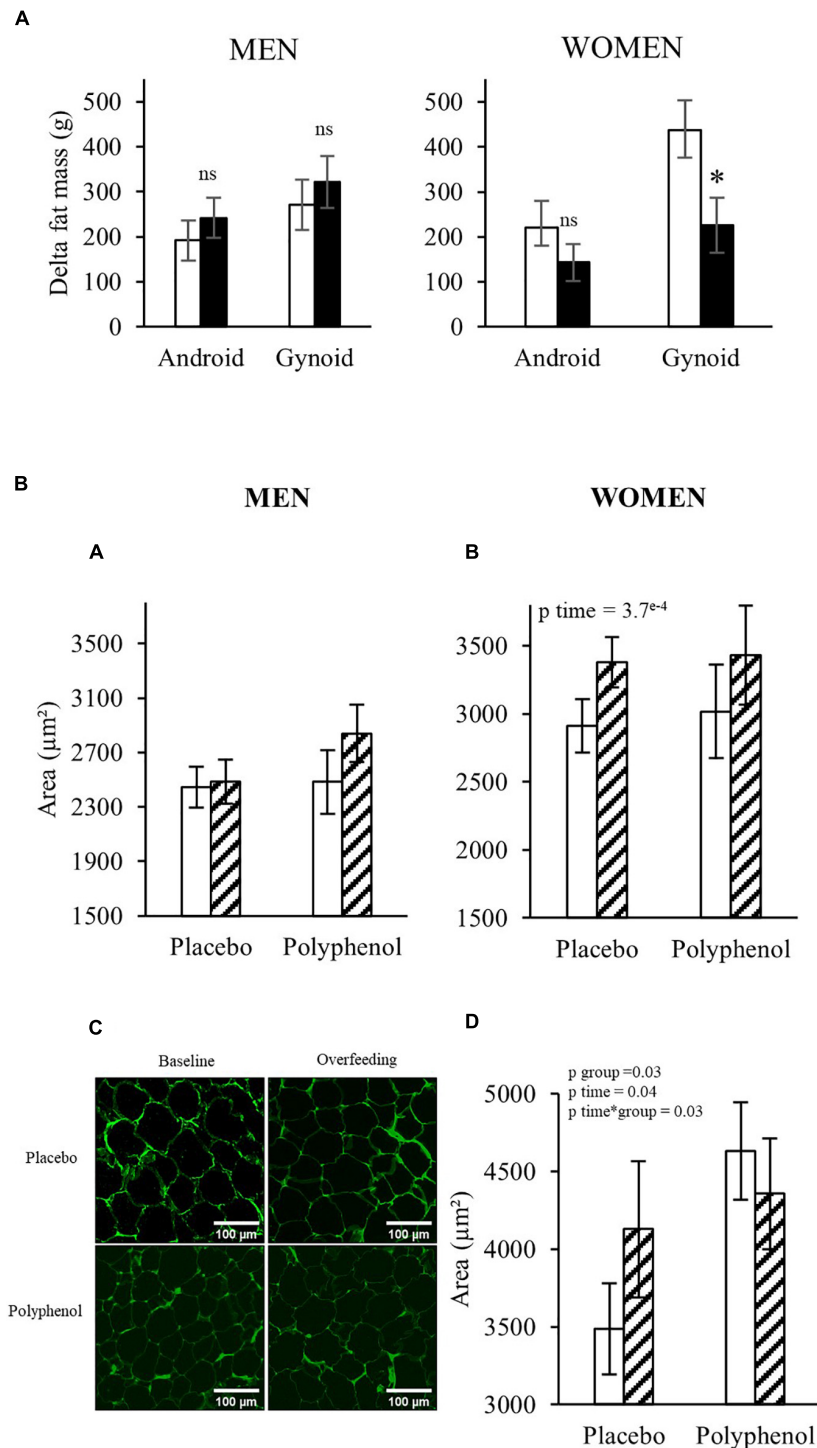 A
MEN
WOMEN
Delta fat mass (g)
500
400
300
200
100
0
ns
ns
Android
Gynoid
500
400
300
200
100
0
ns
*
Android
Gynoid
B
MEN
WOMEN
A
Area (µm²)
3500
3100
2700
2300
1900
1500
Placebo
Polyphenol
B
p time = 3.7e-4
3500
3000
2500
2000
1500
Placebo
Polyphenol
C
Baseline
Overfeeding
Placebo
100 µm
100 µm
Polyphenol
100 µm
100 µm
D
p group =0.03
p time = 0.04
p time*group = 0.03
Area (µm²)
5000
4500
4000
3500
3000
Placebo
Polyphenol